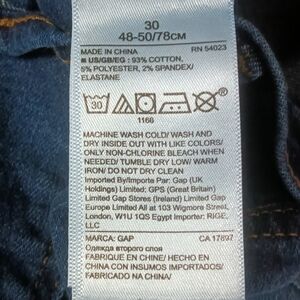 30
48-50/78CM
MADE IN CHINA RN 54023
■ US/GB/EG : 93% COTTON,
5% POLYESTER, 2% SPANDEX/
ELASTANE
30
1166
MACHINE WASH COLD/ WASH AND
DRY INSIDE OUT WITH LIKE COLORS/
ONLY NON-CHLORINE BLEACH WHEN
NEEDED/ TUMBLE DRY LOW/ WARM
IRON/ DO NOT DRY CLEAN
Imported By/Importe Par: Gap (UK
Holdings) Limited: GPS (Great Britain)
Limited Gap Stores (Ireland) Limited Gap
Europe Limited All at 103 Wigmore Street,
London, W1U 1QS Egypt Importer: RIGE,
LLC
MARCA: GAP CA 17897
Одежда второго слоя
FABRIQUE EN CHINE/ HECHO EN
CHINA CON INSUMOS IMPORTADOS/
FABRICADO NA CHINA/